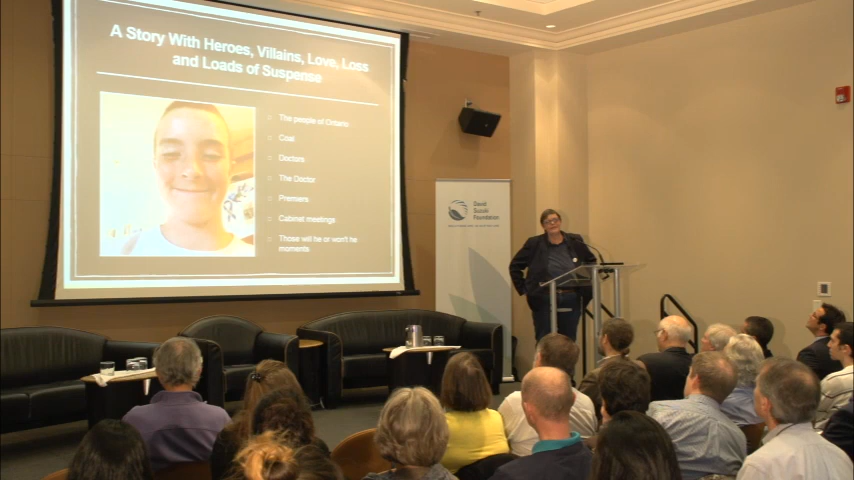 A Story With Heroes, Villains, Love, Loss
and Loads of Suspense
The people of Ontario
Coal
Doctors
The Doctor
Premiers
Cabinet meetings
Those will he or won't he
moments
David
Suzuki
Foundation